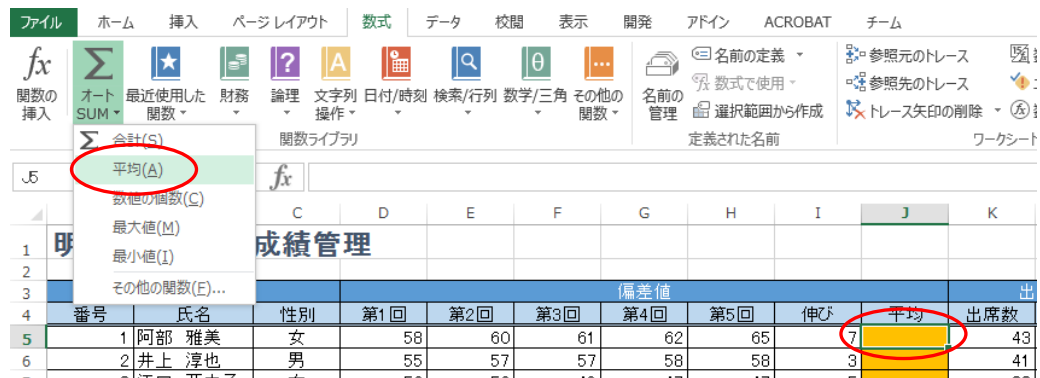 ファイル ホーム 挿入 ページ レイアウト 数式 データ 校閲 表示 開発 アドイン ACROBAT チーム
fx Σ ? A Q θ ... 名前の定義 参照元のトレース
関数の オート 最近使用した 財務 論理 文字列 日付/時刻 検索/行列 数学/三角 その他の 名前の 数式で使用 参照先のトレース
挿入 SUM 関数 操作 関数 管理 選択範囲から作成 トレース矢印の削除
Σ 合計(S) 関数ライブラリ 定義された名前 ワークシート
J5 平均(A) fx
数値の個数(C)
C D E F G H I J K
最大値(M)
1 明 成績管理
最小値(I)
2
その他の関数(F)...
3 偏差値 出
4 番号 氏名 性別 第1回 第2回 第3回 第4回 第5回 伸び 平均 出席数
5 1 阿部 雅美 女 58 60 61 62 65 7 43
6 2 井上 淳也 男 55 57 57 58 58 3 41